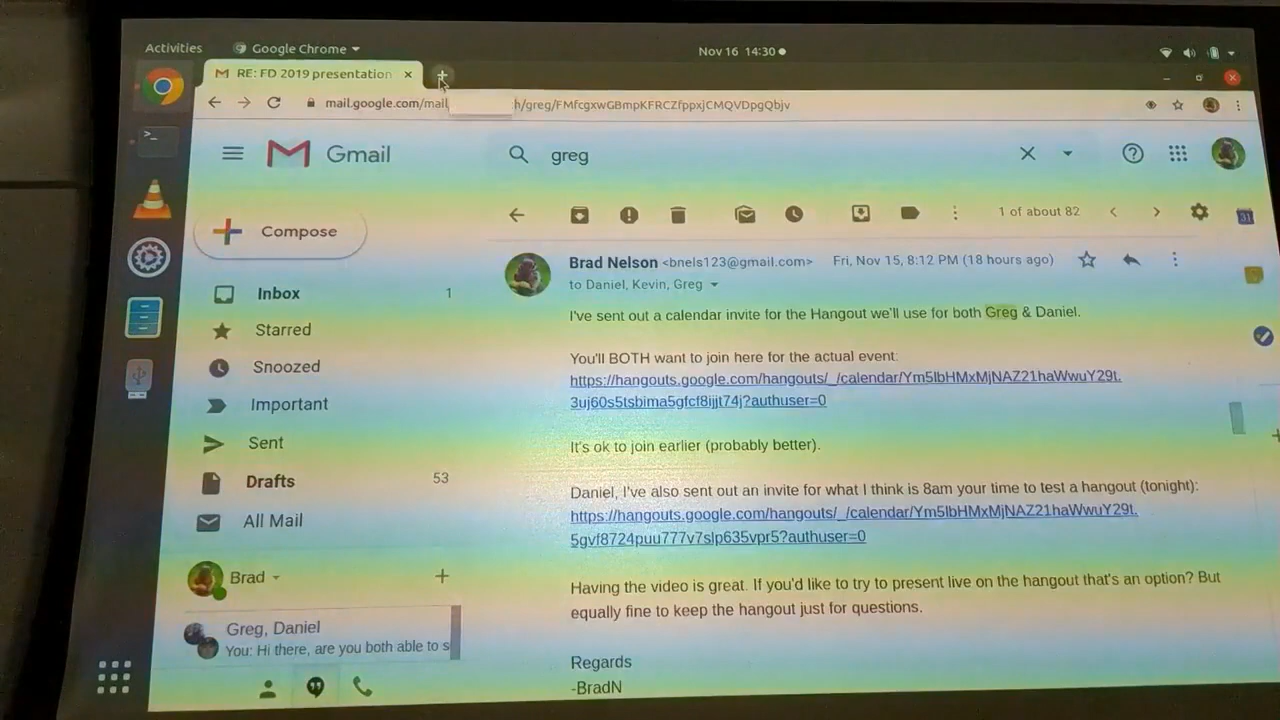 Activities
Google Chrome
Nov 16 14:30
RE: FD 2019 presentation
mail.google.com/mail
h/greg/FMfcgxwGBmpKFRCZfppxjCMQVDpgQbjv
Gmail
greg
Compose
1 of about 82
31
Brad Nelson <bnels123@gmail.com>
Fri, Nov 15, 8:12 PM (18 hours ago)
to Daniel, Kevin, Greg
Inbox 1
Starred
Snoozed
Important
Sent
Drafts 53
All Mail
I've sent out a calendar invite for the Hangout we'll use for both Greg & Daniel.
You'll BOTH want to join here for the actual event:
https://hangouts.google.com/hangouts/_/calendar/Ym5lbHMxMjNAZ21haWwuY29t.
3uj60s5tsbima5gfcf8ijjt74j?authuser=0
It's ok to join earlier (probably better).
Daniel, I've also sent out an invite for what I think is 8am your time to test a hangout (tonight):
https://hangouts.google.com/hangouts/_/calendar/Ym5lbHMxMjNAZ21haWwuY29t.
5gvf8724puu777v7slp635vpr5?authuser=0
Having the video is great. If you'd like to try to present live on the hangout that's an option? But
equally fine to keep the hangout just for questions.
Regards
-BradN
Brad
Greg, Daniel
You: Hi there, are you both able to s